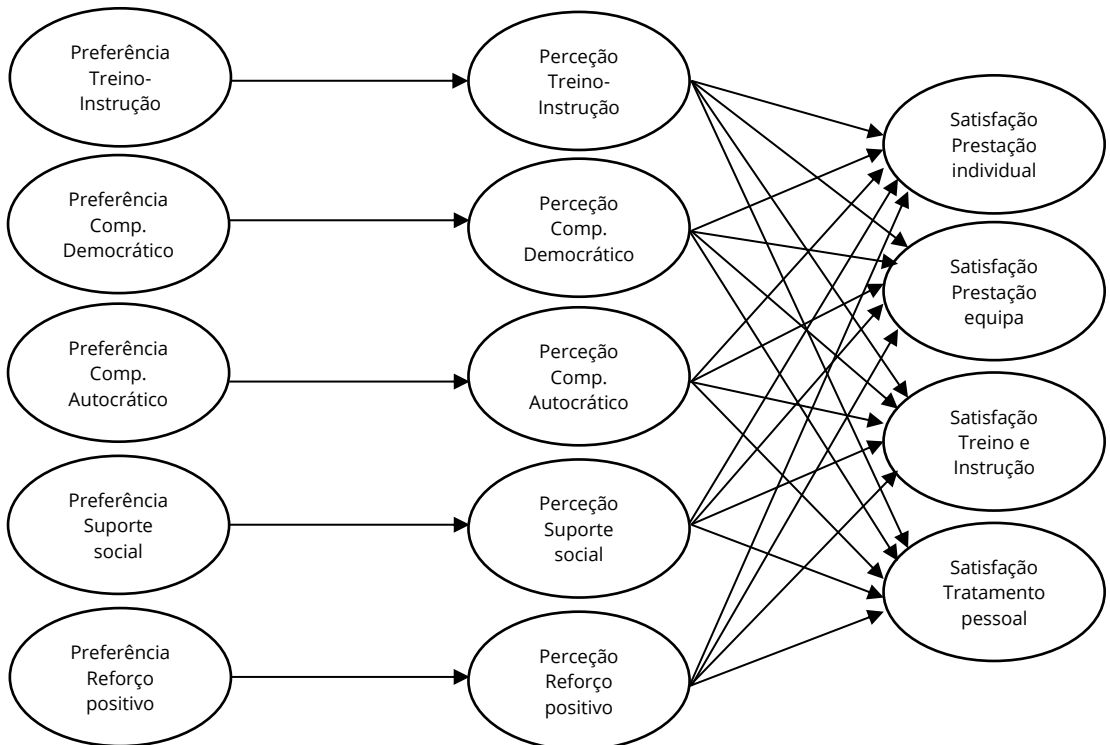 Preferência
Treino-
Instrução
Preferência
Comp.
Democrático
Preferência
Comp.
Autocrático
Preferência
Suporte
social
Preferência
Reforço
positivo
Perceção
Treino-
Instrução
Perceção
Comp.
Democrático
Perceção
Comp.
Autocrático
Perceção
Suporte
social
Perceção
Reforço
positivo
Satisfação
Prestação
individual
Satisfação
Prestação
equipa
Satisfação
Treino e
Instrução
Satisfação
Tratamento
pessoal